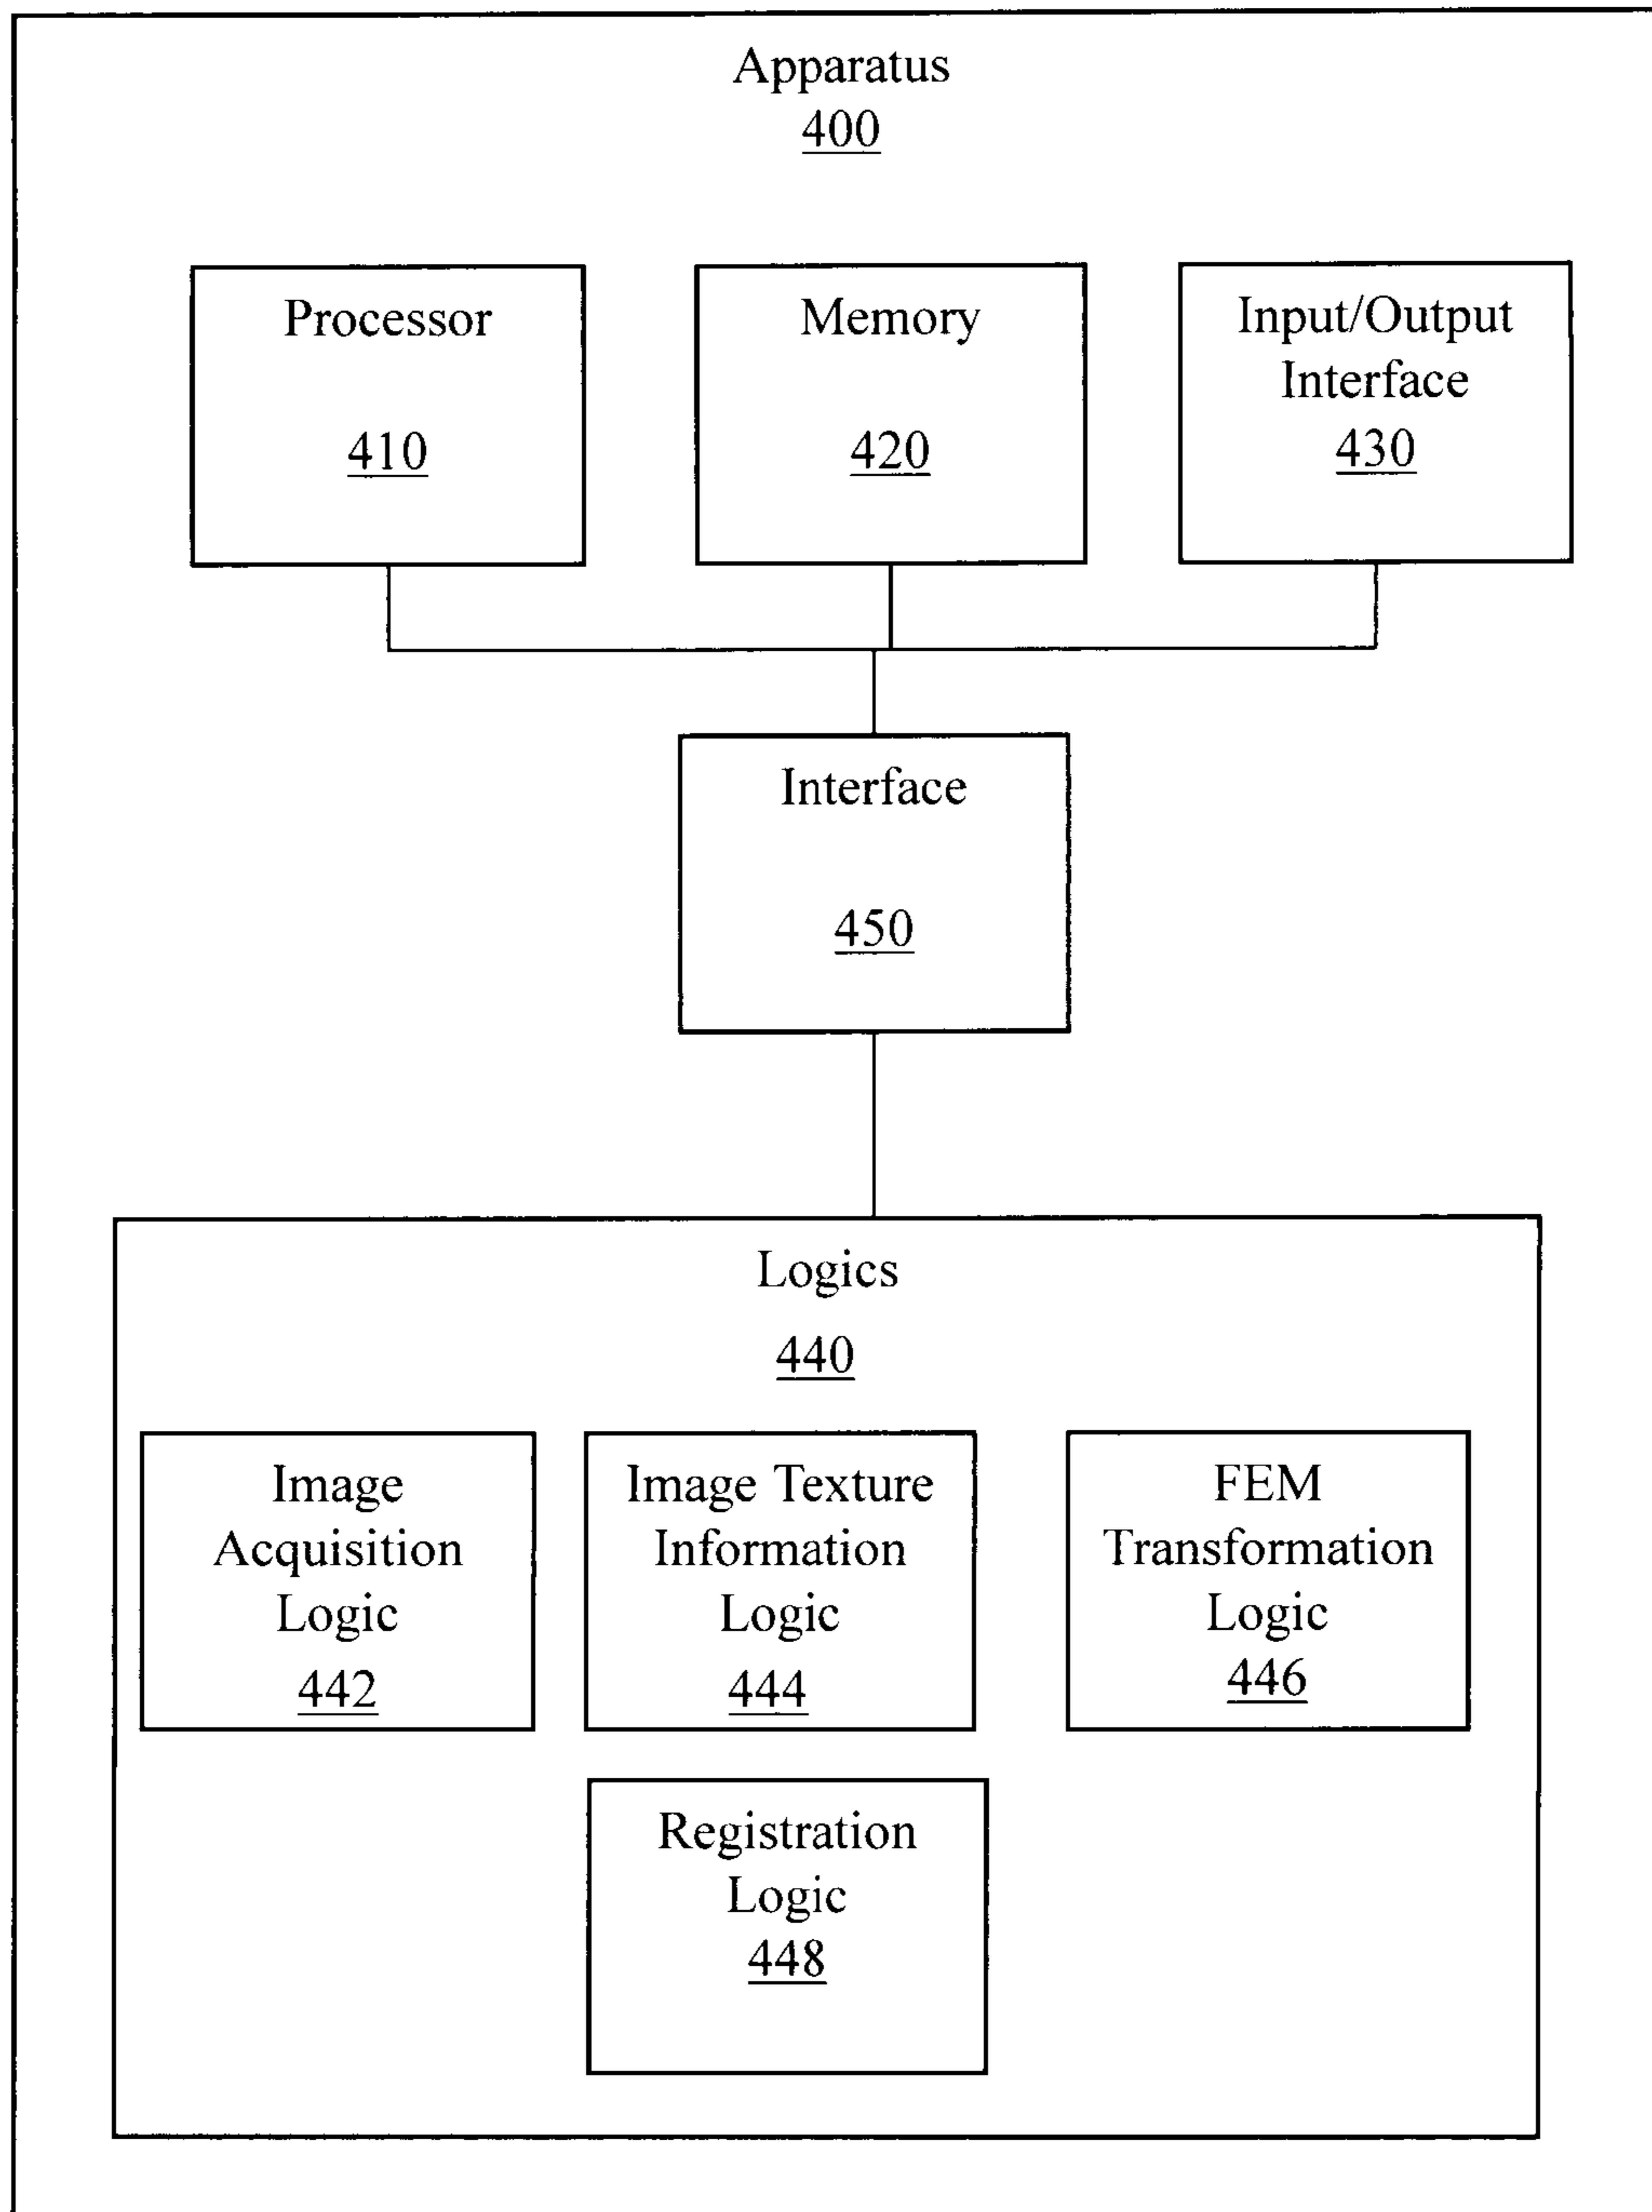 Apparatus
400
Processor
410
Memory
420
Input/Output
Interface
430
Interface
450
Logics
440
Image
Acquisition
Logic
442
Image Texture
Information
Logic
444
FEM
Transformation
Logic
446
Registration
Logic
448